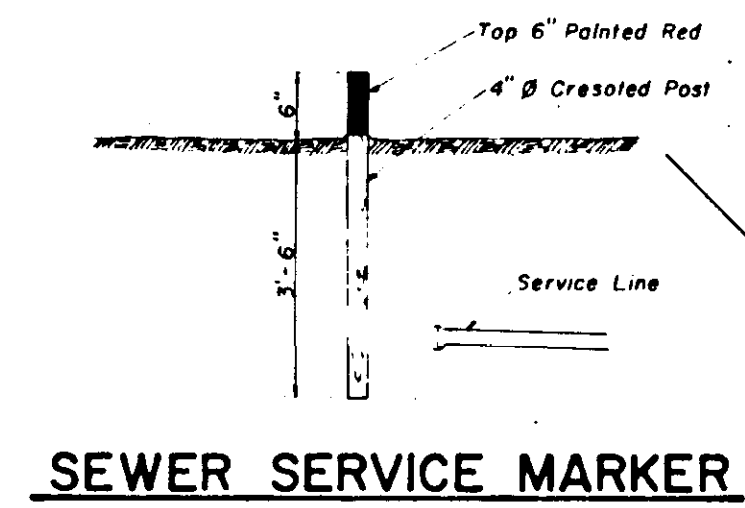 Top 6" Painted Red
4" Ø Cresoted Post
6"
3'-6"
Service Line
SEWER SERVICE MARKER